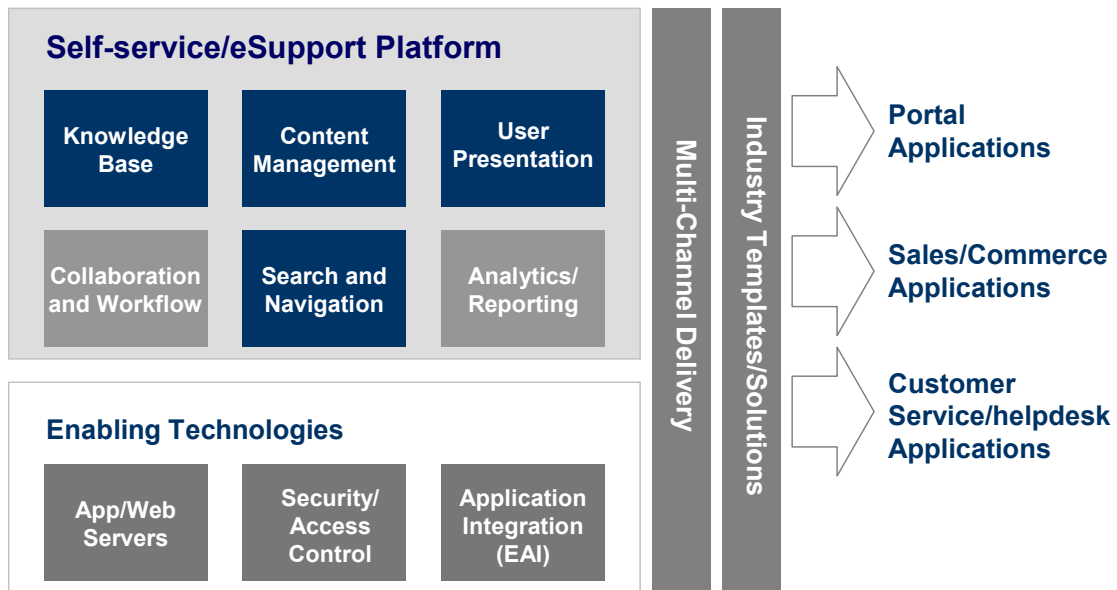 Self-service/eSupport Platform
Knowledge
Base
Content
Management
User
Presentation
Collaboration
and Workflow
Search and
Navigation
Analytics/
Reporting
Enabling Technologies
App/Web
Servers
Security/
Access
Control
Application
Integration
(EAI)
Multi-Channel Delivery
Industry Templates/Solutions
Portal
Applications
Sales/Commerce
Applications
Customer
Service/helpdesk
Applications